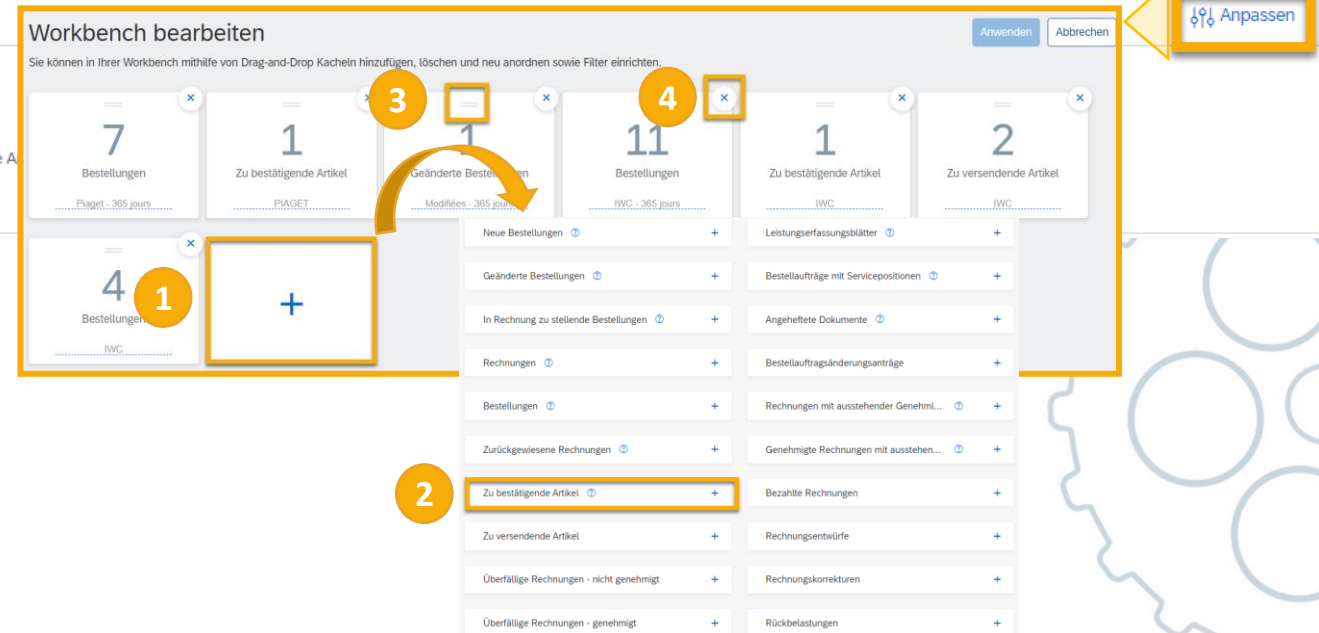 Anpassen
Workbench bearbeiten
Anwenden
Abbrechen
Sie können in Ihrer Workbench mithilfe von Drag-and-Drop Kacheln hinzufügen, löschen und neu anordnen sowie Filter einrichten.
3
4
7
Bestellungen
Piaget - 365 jours
1
Zu bestätigende Artikel
PIAGET
1
Geänderte Bestellungen
Modifiées - 365 jours
11
Bestellungen
IWC - 365 jours
1
Zu bestätigende Artikel
IWC
2
Zu versendende Artikel
IWC
4
Bestellungen
IWC
1
+
Neue Bestellungen +
Leistungserfassungsblätter +
Geänderte Bestellungen +
Bestellaufträge mit Servicepositionen +
In Rechnung zu stellende Bestellungen +
Angeheftete Dokumente +
Rechnungen +
Bestellauftragsänderungsanträge +
Bestellungen +
Rechnungen mit ausstehender Genehmi... +
Zurückgewiesene Rechnungen +
Genehmigte Rechnungen mit ausstehen... +
2
Zu bestätigende Artikel +
Bezahlte Rechnungen +
Zu versendende Artikel +
Rechnungsentwürfe +
Überfällige Rechnungen - nicht genehmigt +
Rechnungskorrekturen +
Überfällige Rechnungen - genehmigt +
Rückbelastungen +